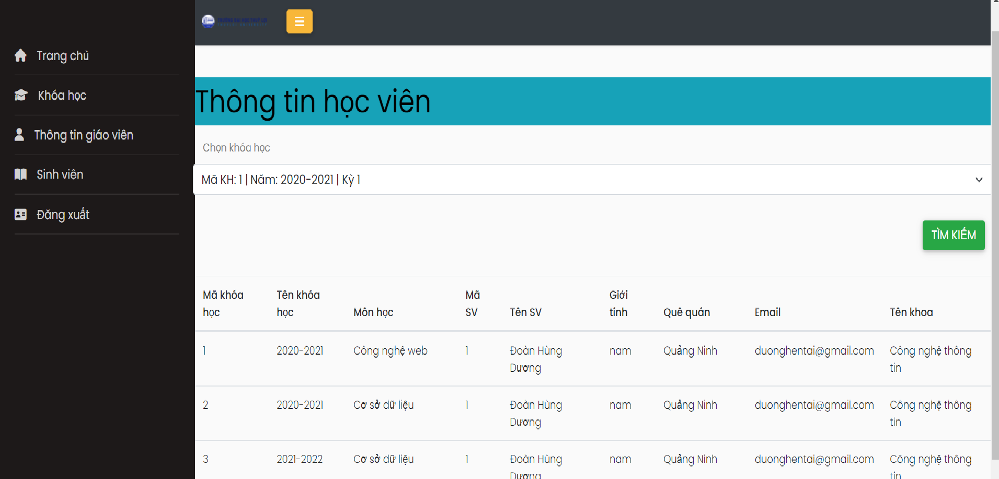 TRƯỜNG ĐẠI HỌC THUỶ LỢI
Trang chủ
Khóa học
Thông tin giáo viên
Sinh viên
Đăng xuất
Thông tin học viên
Chọn khóa học
Mã KH: 1 | Năm: 2020-2021 | Kỳ 1
TÌM KIẾM
Mã khóa học Tên khóa học Môn học Mã SV Tên SV Giới tính Quê quán Email Tên khoa
1 2020-2021 Công nghệ web 1 Đoàn Hùng Dương nam Quảng Ninh duonghentai@gmail.com Công nghệ thông tin
2 2020-2021 Cơ sở dữ liệu 1 Đoàn Hùng Dương nam Quảng Ninh duonghentai@gmail.com Công nghệ thông tin
3 2021-2022 Cơ sở dữ liệu 1 Đoàn Hùng Dương nam Quảng Ninh duonghentai@gmail.com Công nghệ thông tin